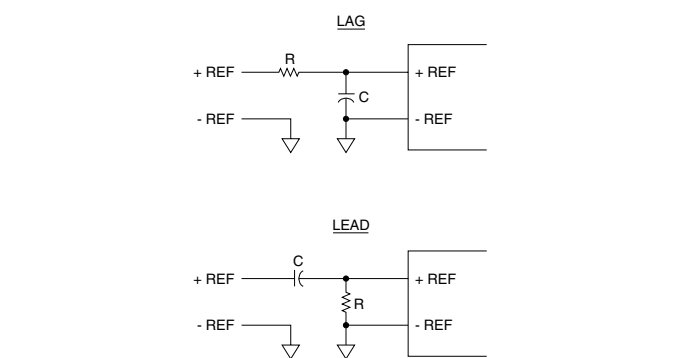 LAG
R
+ REF
+ REF
C
- REF
- REF
LEAD
C
+ REF
+ REF
R
- REF
- REF